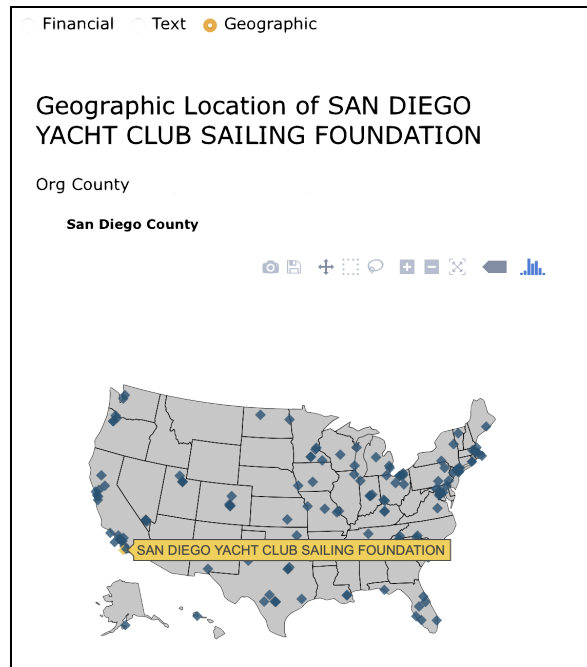 Financial Text Geographic
Geographic Location of SAN DIEGO
YACHT CLUB SAILING FOUNDATION
Org County
San Diego County
SAN DIEGO YACHT CLUB SAILING FOUNDATION